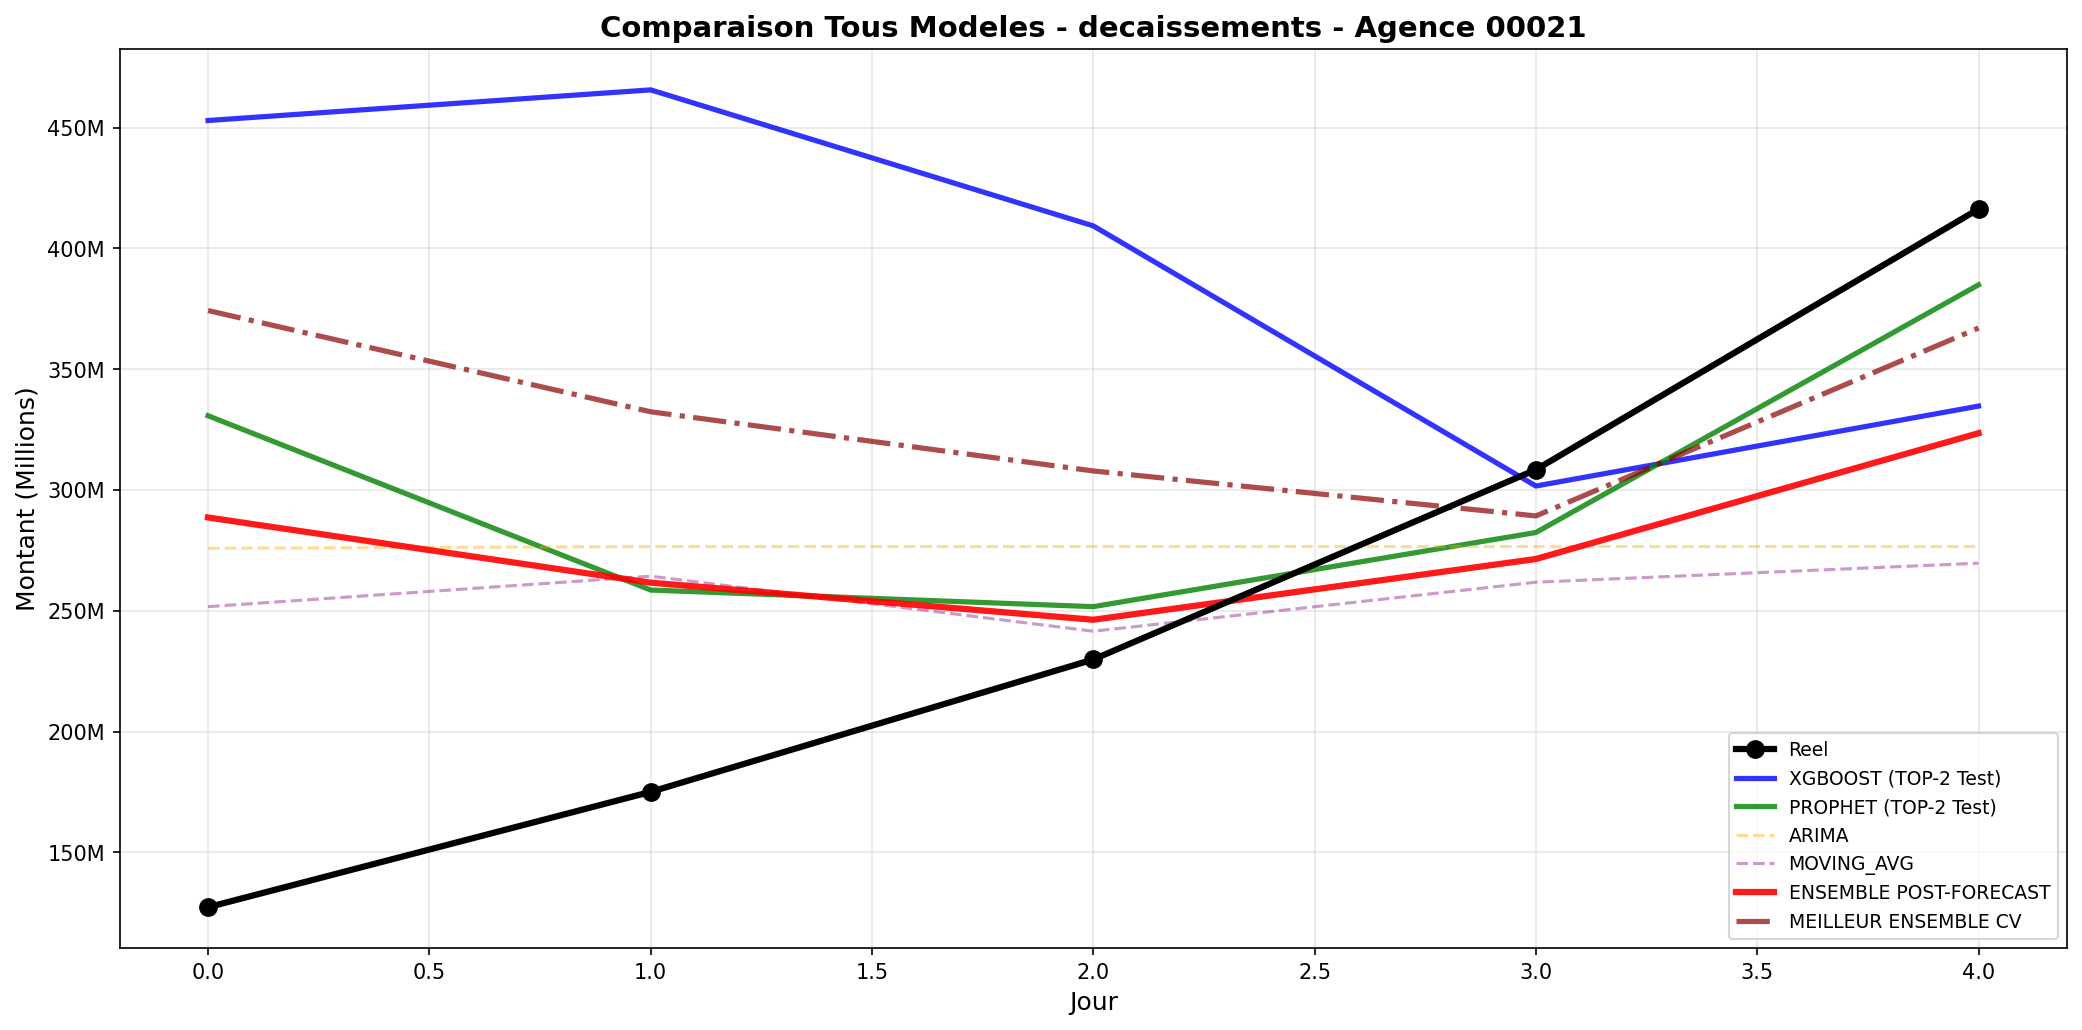 Comparaison Tous Modeles - decaissements - Agence 00021
Montant (Millions)
450M
400M
350M
300M
250M
200M
150M
0.0
0.5
1.0
1.5
2.0
2.5
3.0
3.5
4.0
Jour
Reel
XGBOOST (TOP-2 Test)
PROPHET (TOP-2 Test)
ARIMA
MOVING_AVG
ENSEMBLE POST-FORECAST
MEILLEUR ENSEMBLE CV